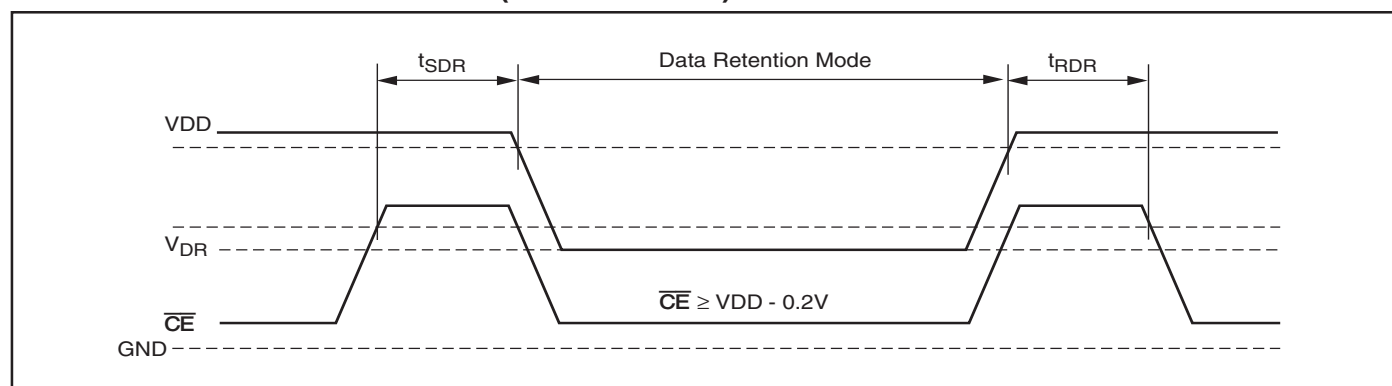 tSDR
Data Retention Mode
tRDR
VDD
VDR
CE ≥ VDD - 0.2V
CE
GND